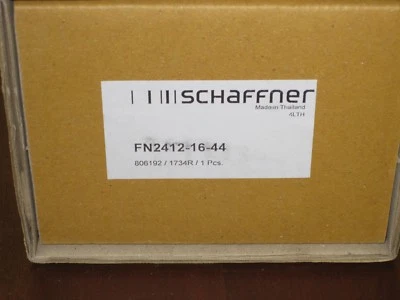 SCHAFFNER
Made in Thailand
4LTH
FN2412-16-44
806192 / 1734R / 1 Pcs.